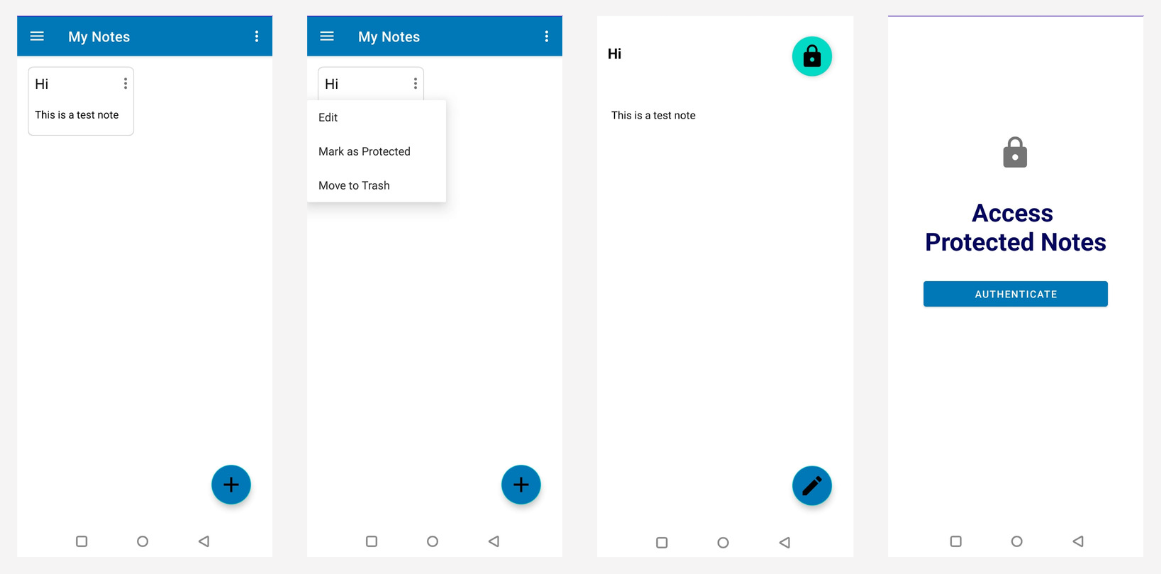 My Notes
Hi
This is a test note
My Notes
Hi
Edit
Mark as Protected
Move to Trash
Hi
This is a test note
Access
Protected Notes
AUTHENTICATE